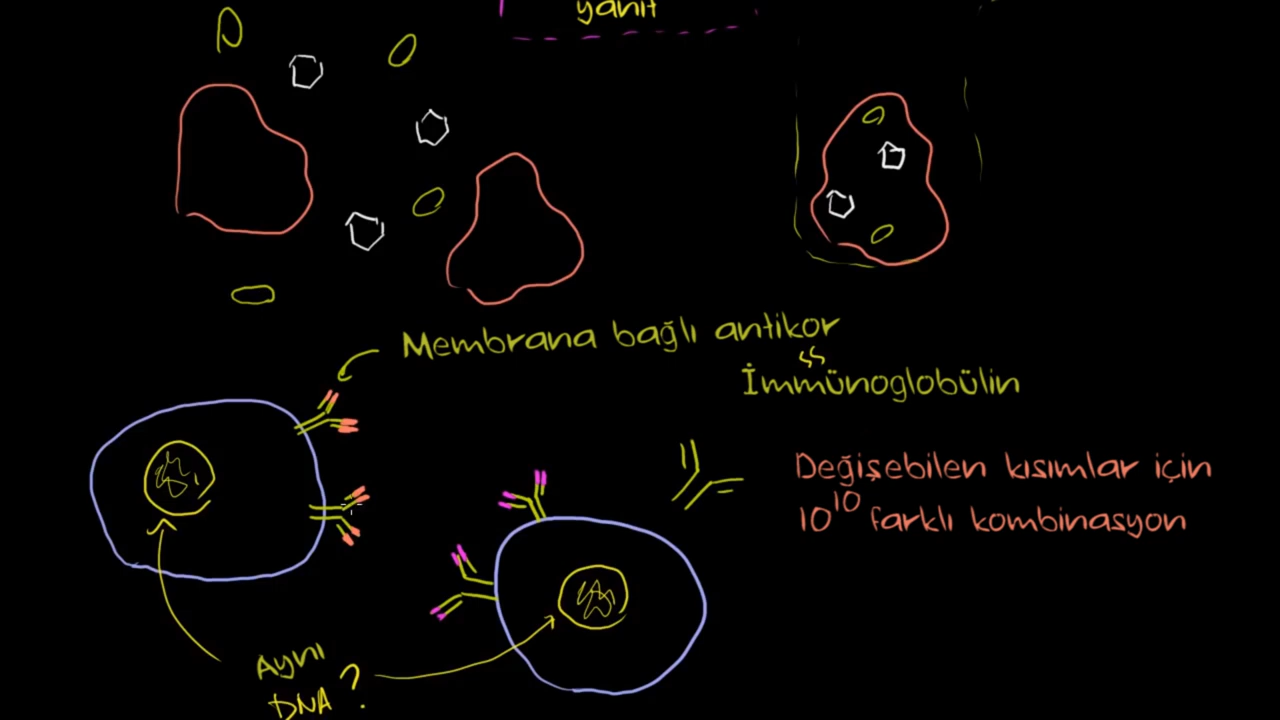 yanıt
Membrana bağlı antikor
İmmünoglobülin
Değişebilen kısımlar için
10^10 farklı kombinasyon
Aynı
DNA ?